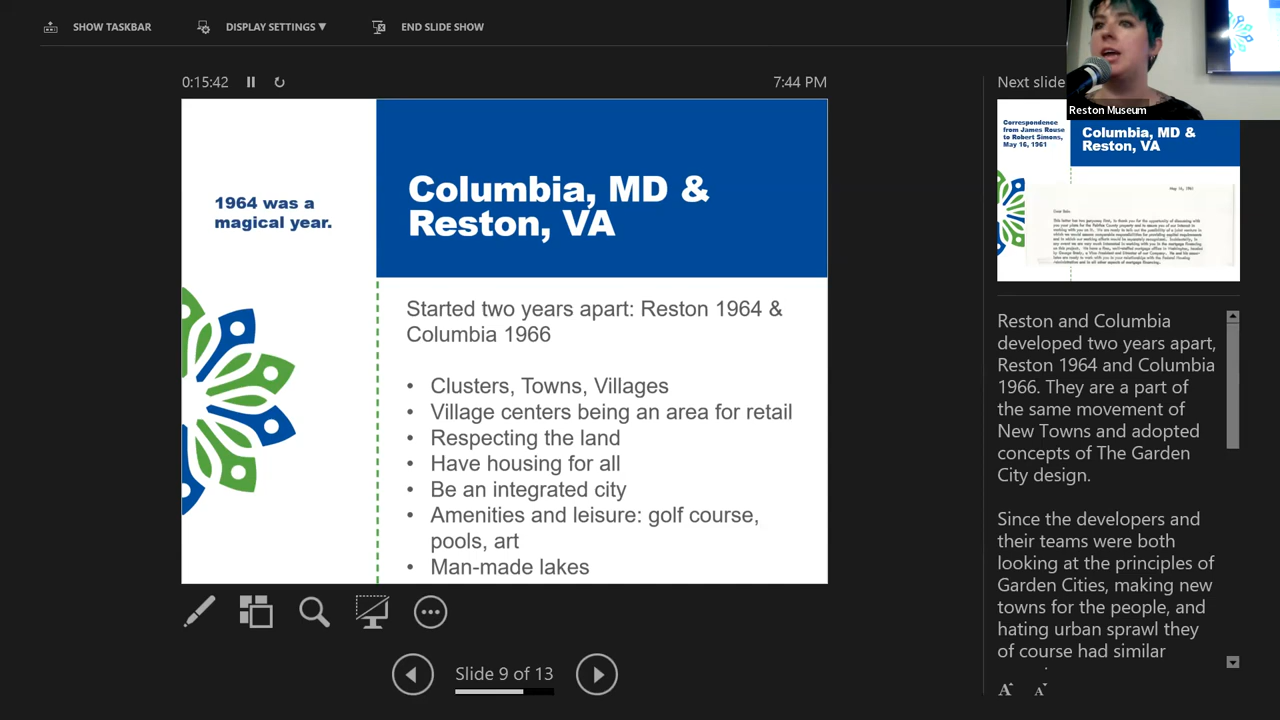 SHOW TASKBAR
DISPLAY SETTINGS ▼
END SLIDE SHOW
0:15:42
7:44 PM
Next slide
Reston Museum
1964 was a
magical year.
Columbia, MD &
Reston, VA
Started two years apart: Reston 1964 &
Columbia 1966
• Clusters, Towns, Villages
• Village centers being an area for retail
• Respecting the land
• Have housing for all
• Be an integrated city
• Amenities and leisure: golf course,
pools, art
• Man-made lakes
Slide 9 of 13
Correspondence
from James Rouse
to Robert Simons,
May 16, 1961
Columbia, MD &
Reston, VA
May 16, 1961
Dear Bob:
Reston and Columbia
developed two years apart,
Reston 1964 and Columbia
1966. They are a part of
the same movement of
New Towns and adopted
concepts of The Garden
City design.
Since the developers and
their teams were both
looking at the principles of
Garden Cities, making new
towns for the people, and
hating urban sprawl they
of course had similar
A A